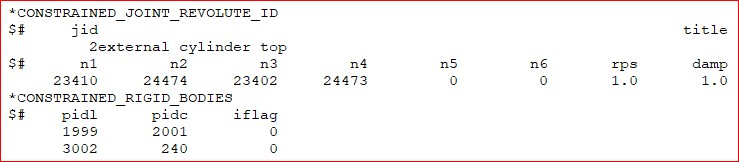 *CONSTRAINED_JOINT_REVOLUTE_ID
$#     jid                                                                 title
         2external cylinder top
$#      n1        n2        n3        n4        n5        n6       rps      damp
     23410     24474     23402     24473         0         0       1.0       1.0
*CONSTRAINED_RIGID_BODIES
$#    pidl      pidc     iflag
      1999      2001         0
      3002       240         0